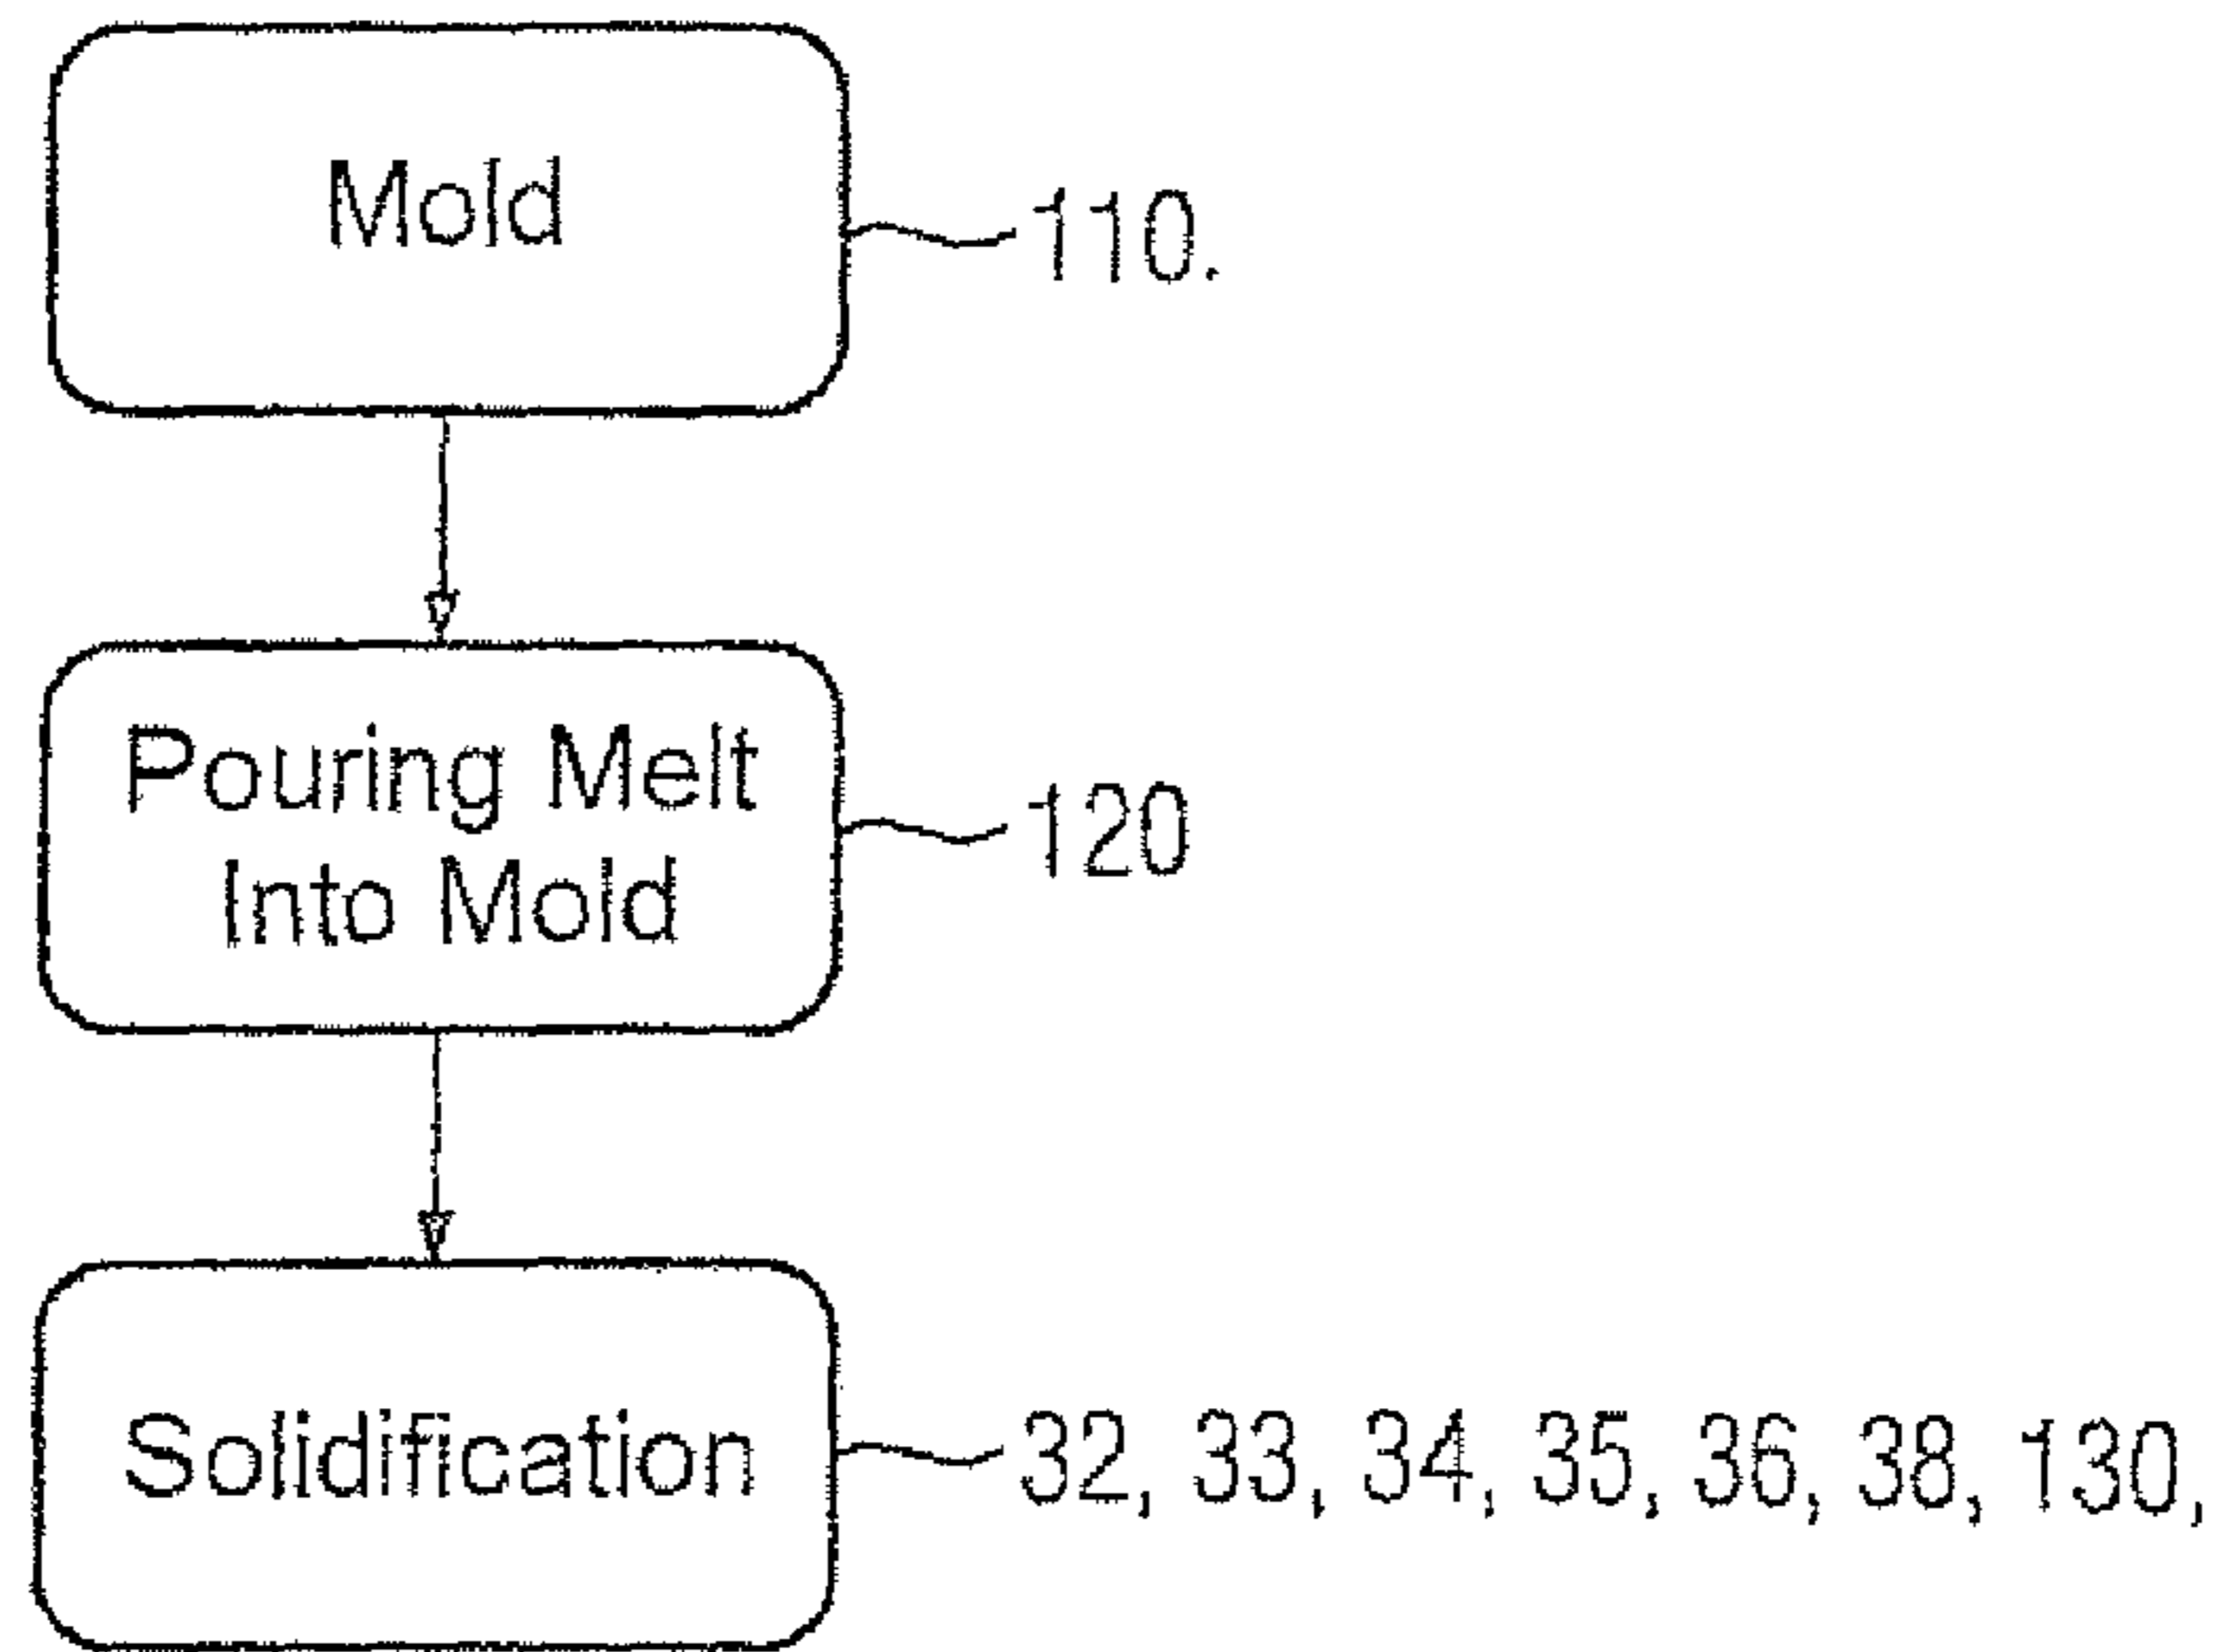 Mold
110.
Pouring Melt
Into Mold
120
Solidification
32, 33, 34, 35, 36, 38, 130,